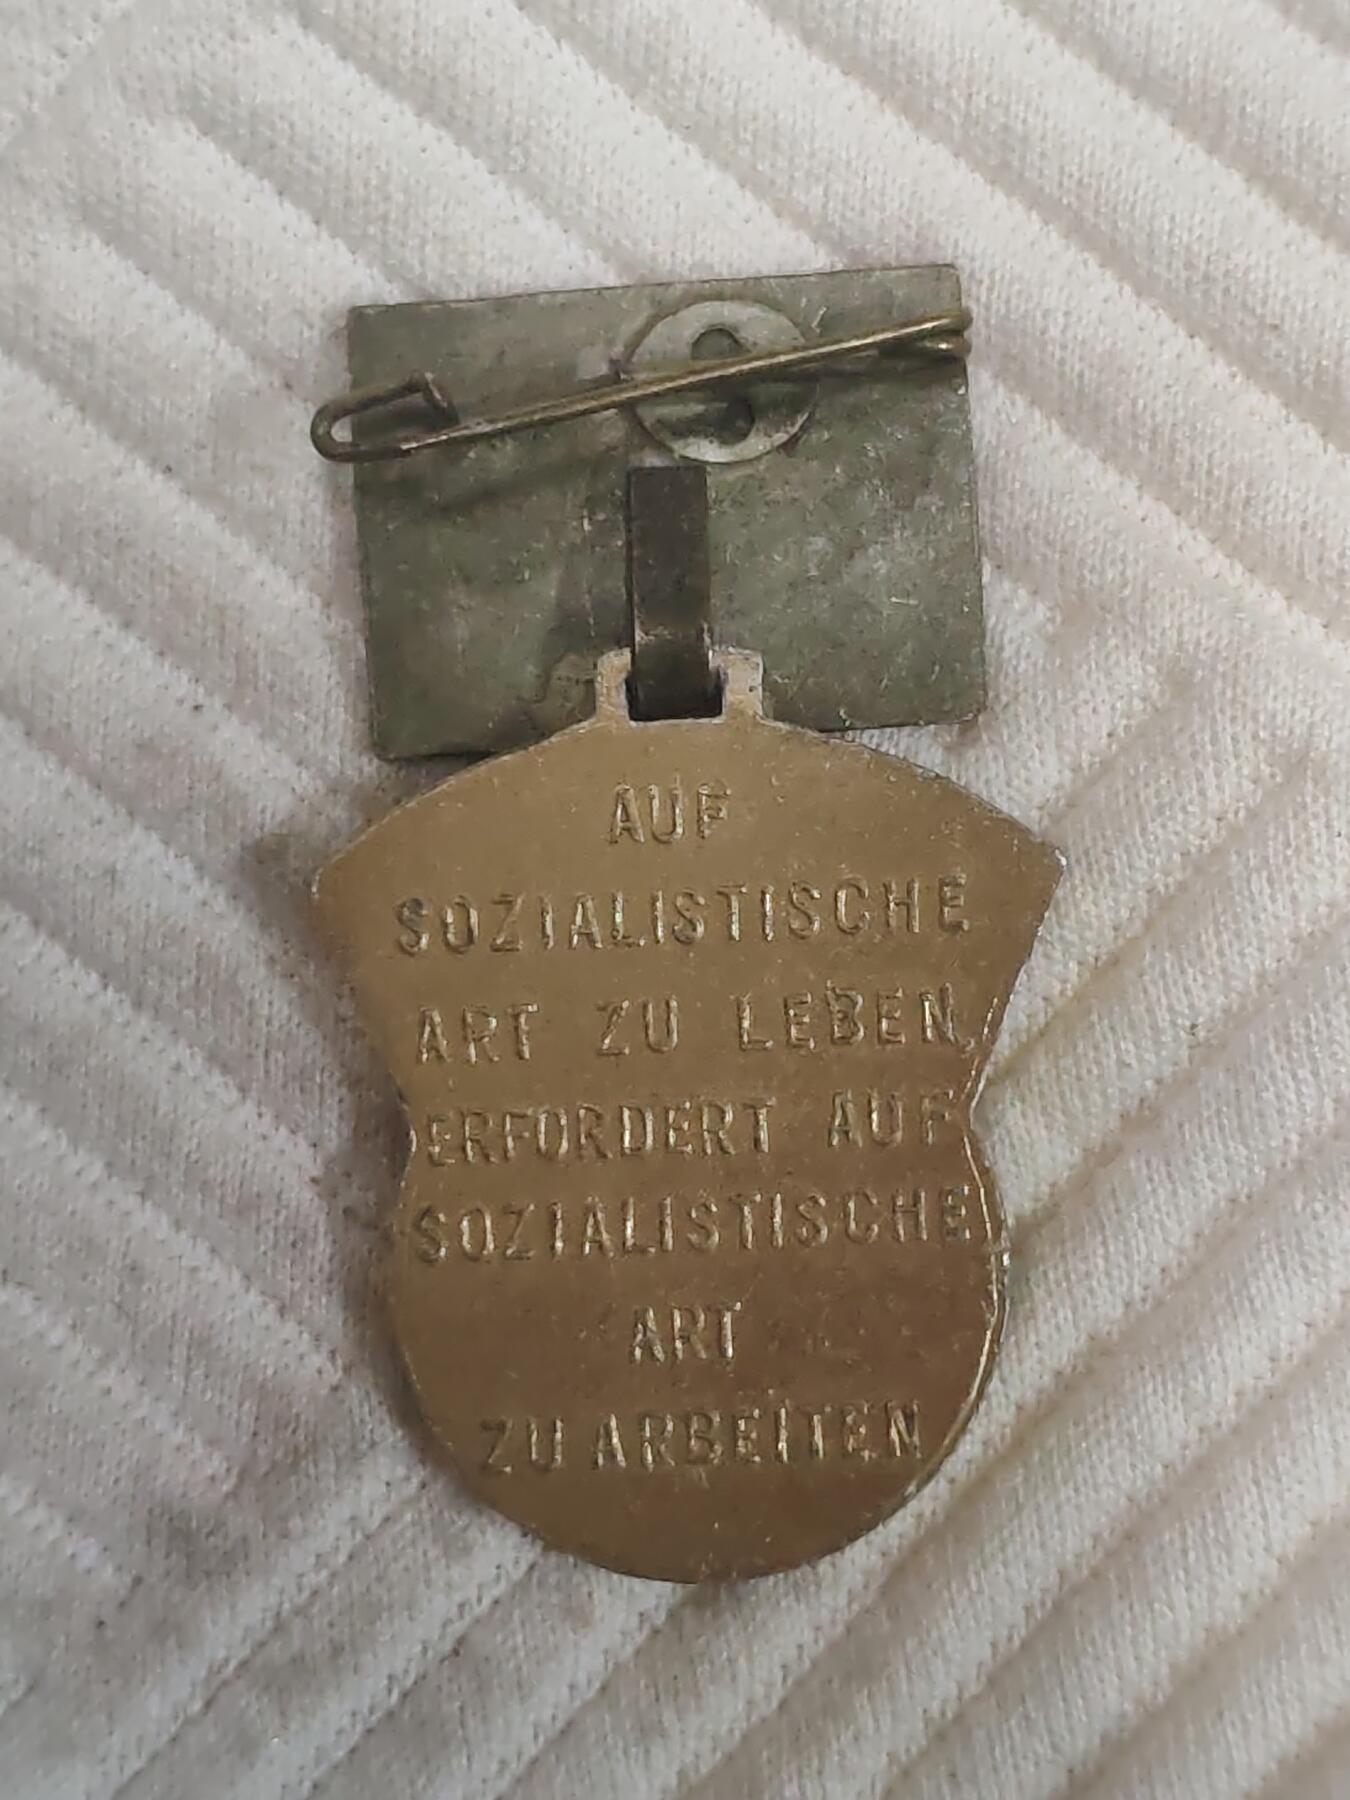 AUF
SOZIALISTISCHE
ART ZU LEBEN,
ERFORDERT AUF
SOZIALISTISCHE
ART
ZU ARBEITEN